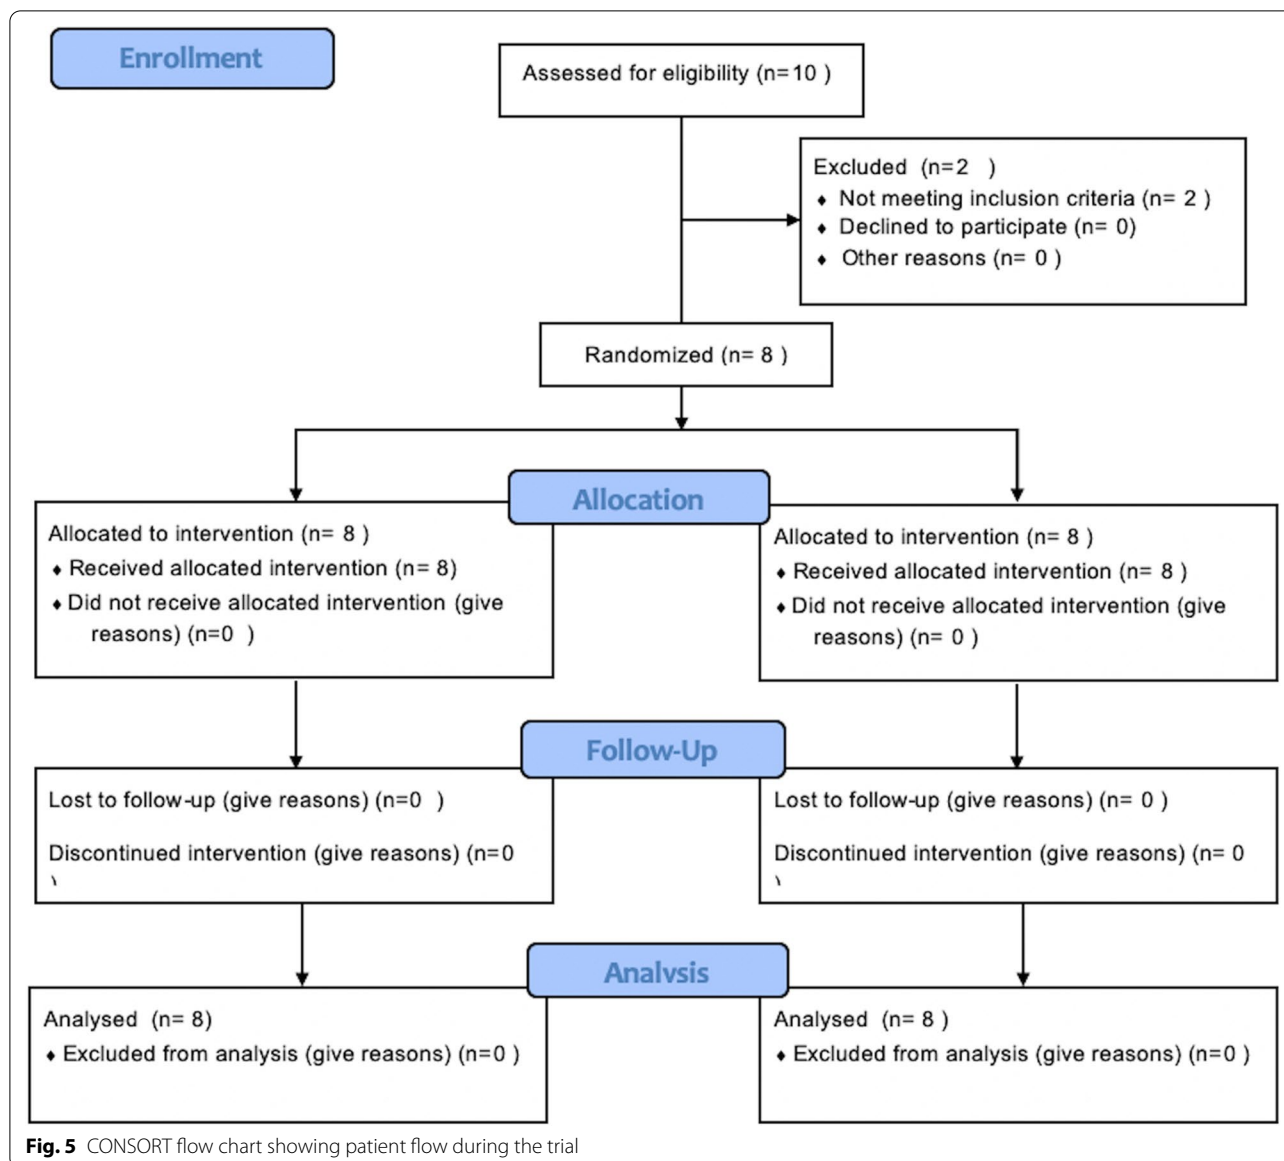 Enrollment
Assessed for eligibility (n=10 )
Excluded (n=2 )
♦ Not meeting inclusion criteria (n= 2 )
♦ Declined to participate (n= 0)
♦ Other reasons (n= 0 )
Randomized (n= 8 )
Allocation
Allocated to intervention (n= 8 )
♦ Received allocated intervention (n= 8)
♦ Did not receive allocated intervention (give
reasons) (n=0 )
Allocated to intervention (n= 8 )
♦ Received allocated intervention (n= 8 )
♦ Did not receive allocated intervention (give
reasons) (n= 0 )
Follow-Up
Lost to follow-up (give reasons) (n=0 )
Discontinued intervention (give reasons) (n=0
)
Lost to follow-up (give reasons) (n= 0 )
Discontinued intervention (give reasons) (n= 0
)
Analysis
Analysed (n= 8)
♦ Excluded from analysis (give reasons) (n=0 )
Analysed (n= 8 )
♦ Excluded from analysis (give reasons) (n=0 )
Fig. 5 CONSORT flow chart showing patient flow during the trial